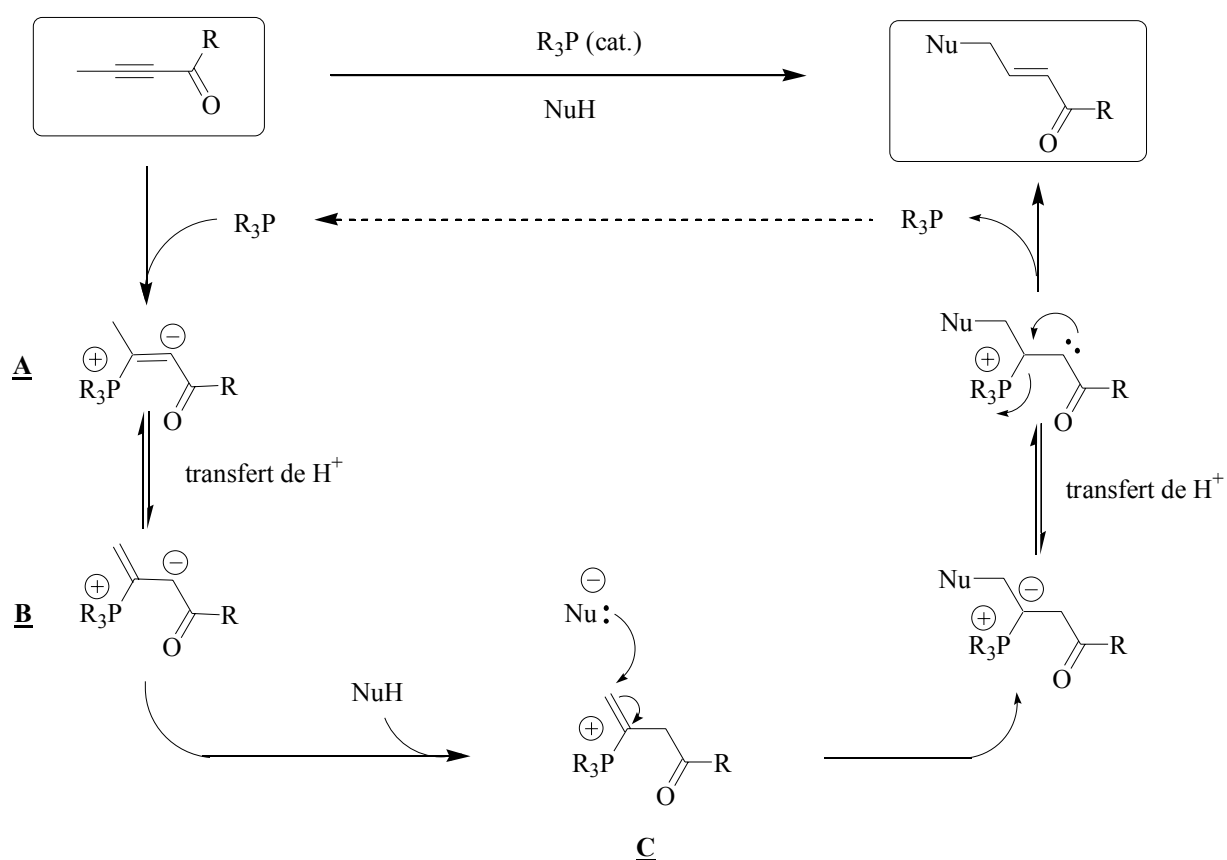 R
O
R₃P (cat.)
NuH
Nu
R
O
R₃P
R₃P
A
R₃P
R
O
Nu
R₃P
R
O
transfert de H⁺
transfert de H⁺
B
R₃P
R
O
Nu:
Nu
R₃P
R
O
NuH
R₃P
R
O
C